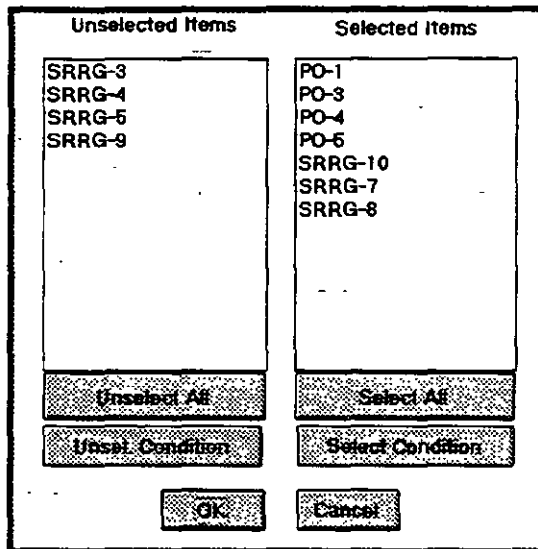 Unselected Items
Selected Items
SRRG-3
SRRG-4
SRRG-5
SRRG-9
PO-1
PO-3
PO-4
PO-5
SRRG-10
SRRG-7
SRRG-8
Unselect All
Select All
Unsel. Condition
Select Condition
OK
Cancel